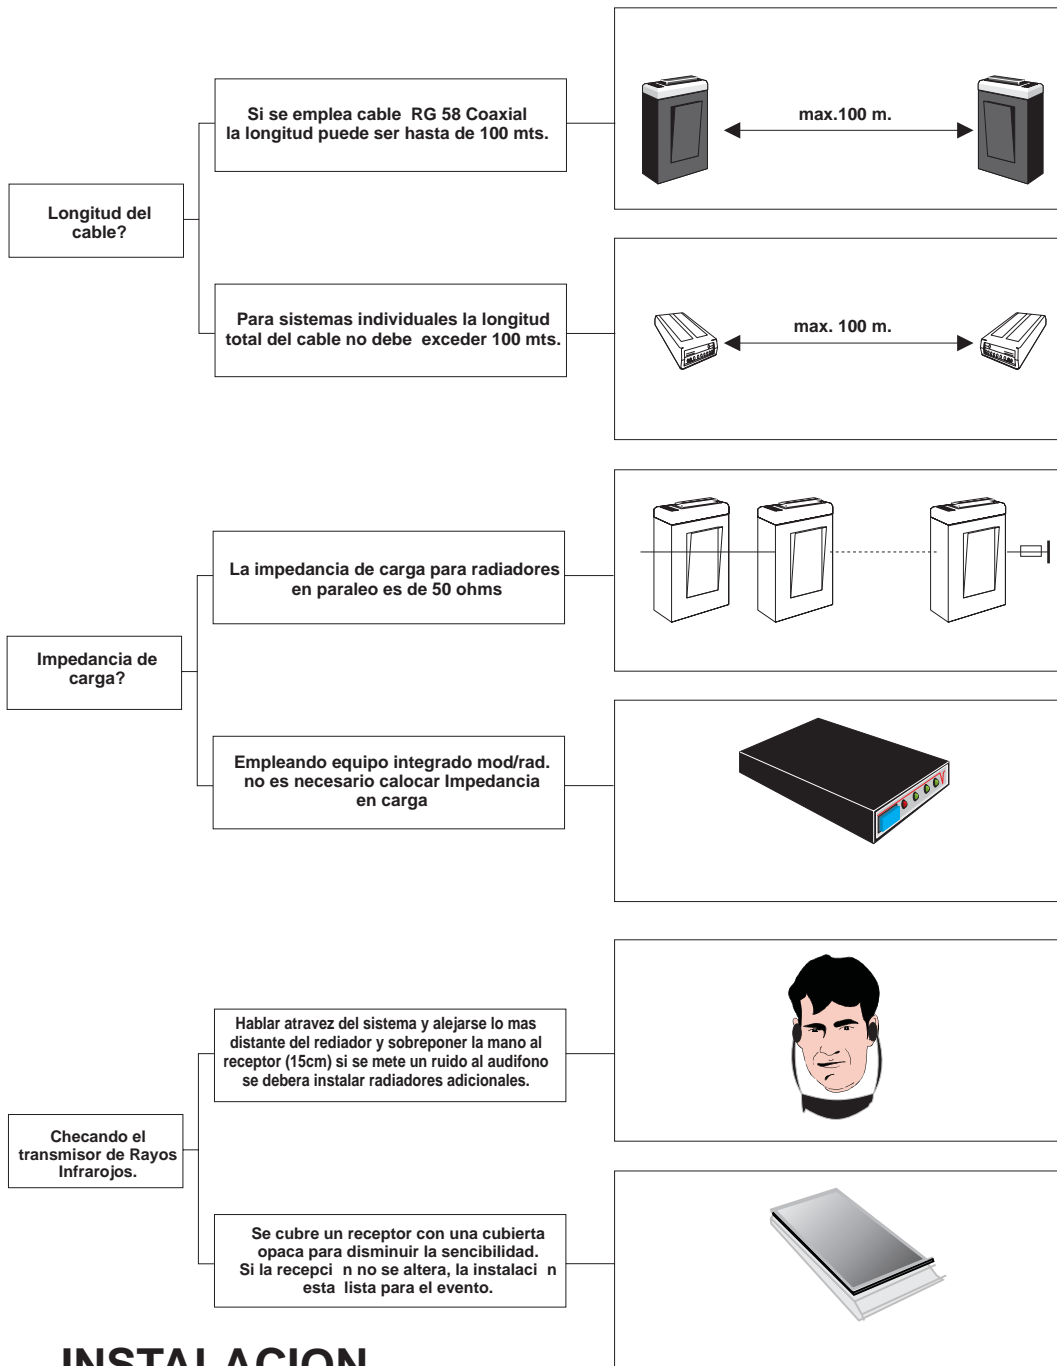 Si se emplea cable RG 58 Coaxial
la longitud puede ser hasta de 100 mts.
max.100 m.
Longitud del
cable?
Para sistemas individuales la longitud
total del cable no debe exceder 100 mts.
max. 100 m.
La impedancia de carga para radiadores
en paraleo es de 50 ohms
Impedancia de
carga?
Empleando equipo integrado mod/rad.
no es necesario calocar Impedancia
en carga
Hablar atravez del sistema y alejarse lo mas
distante del rediador y sobreponer la mano al
receptor (15cm) si se mete un ruido al audifono
se debera instalar radiadores adicionales.
Checando el
transmisor de Rayos
Infrarojos.
Se cubre un receptor con una cubierta
opaca para disminuir la sencibilidad.
Si la recepci n no se altera, la instalaci n
esta lista para el evento.
INSTALACION